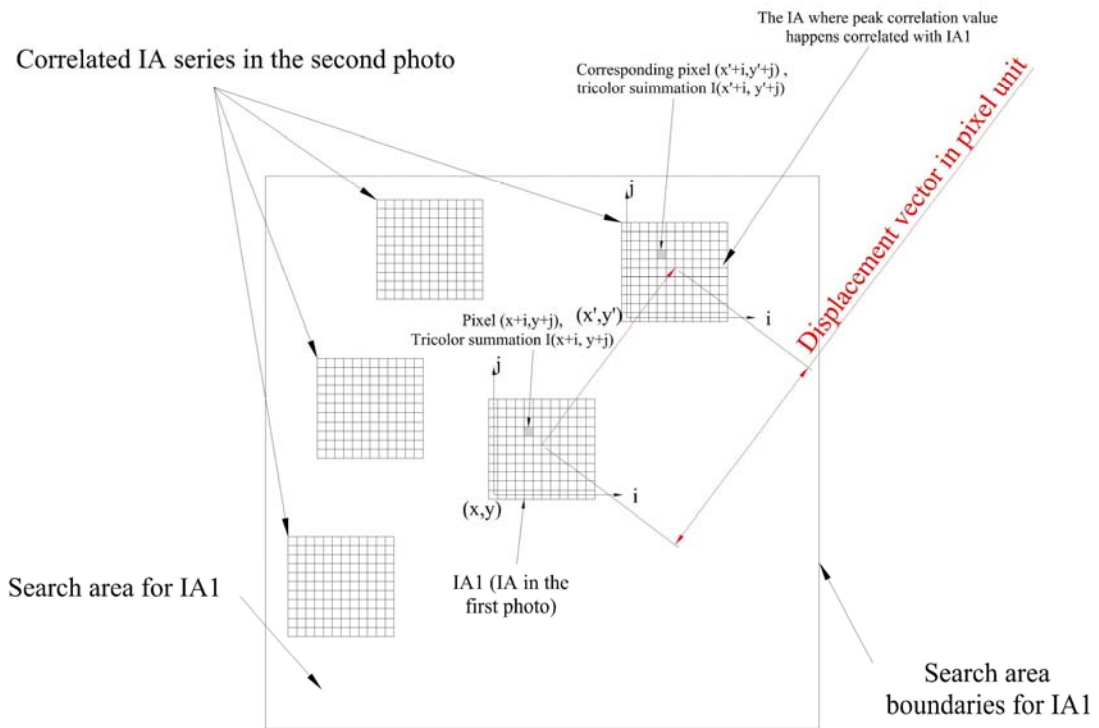 The IA where peak correlation value
happens correlated with IA1
Correlated IA series in the second photo
Corresponding pixel (x'+i,y'+j) ,
tricolor suimmation I(x'+i, y'+j)
Displacement vector in pixel unit
j
(x',y')
i
Pixel (x+i,y+j),
Tricolor summation I(x+i, y+j)
j
i
(x,y)
IA1 (IA in the
first photo)
Search area for IA1
Search area
boundaries for IA1